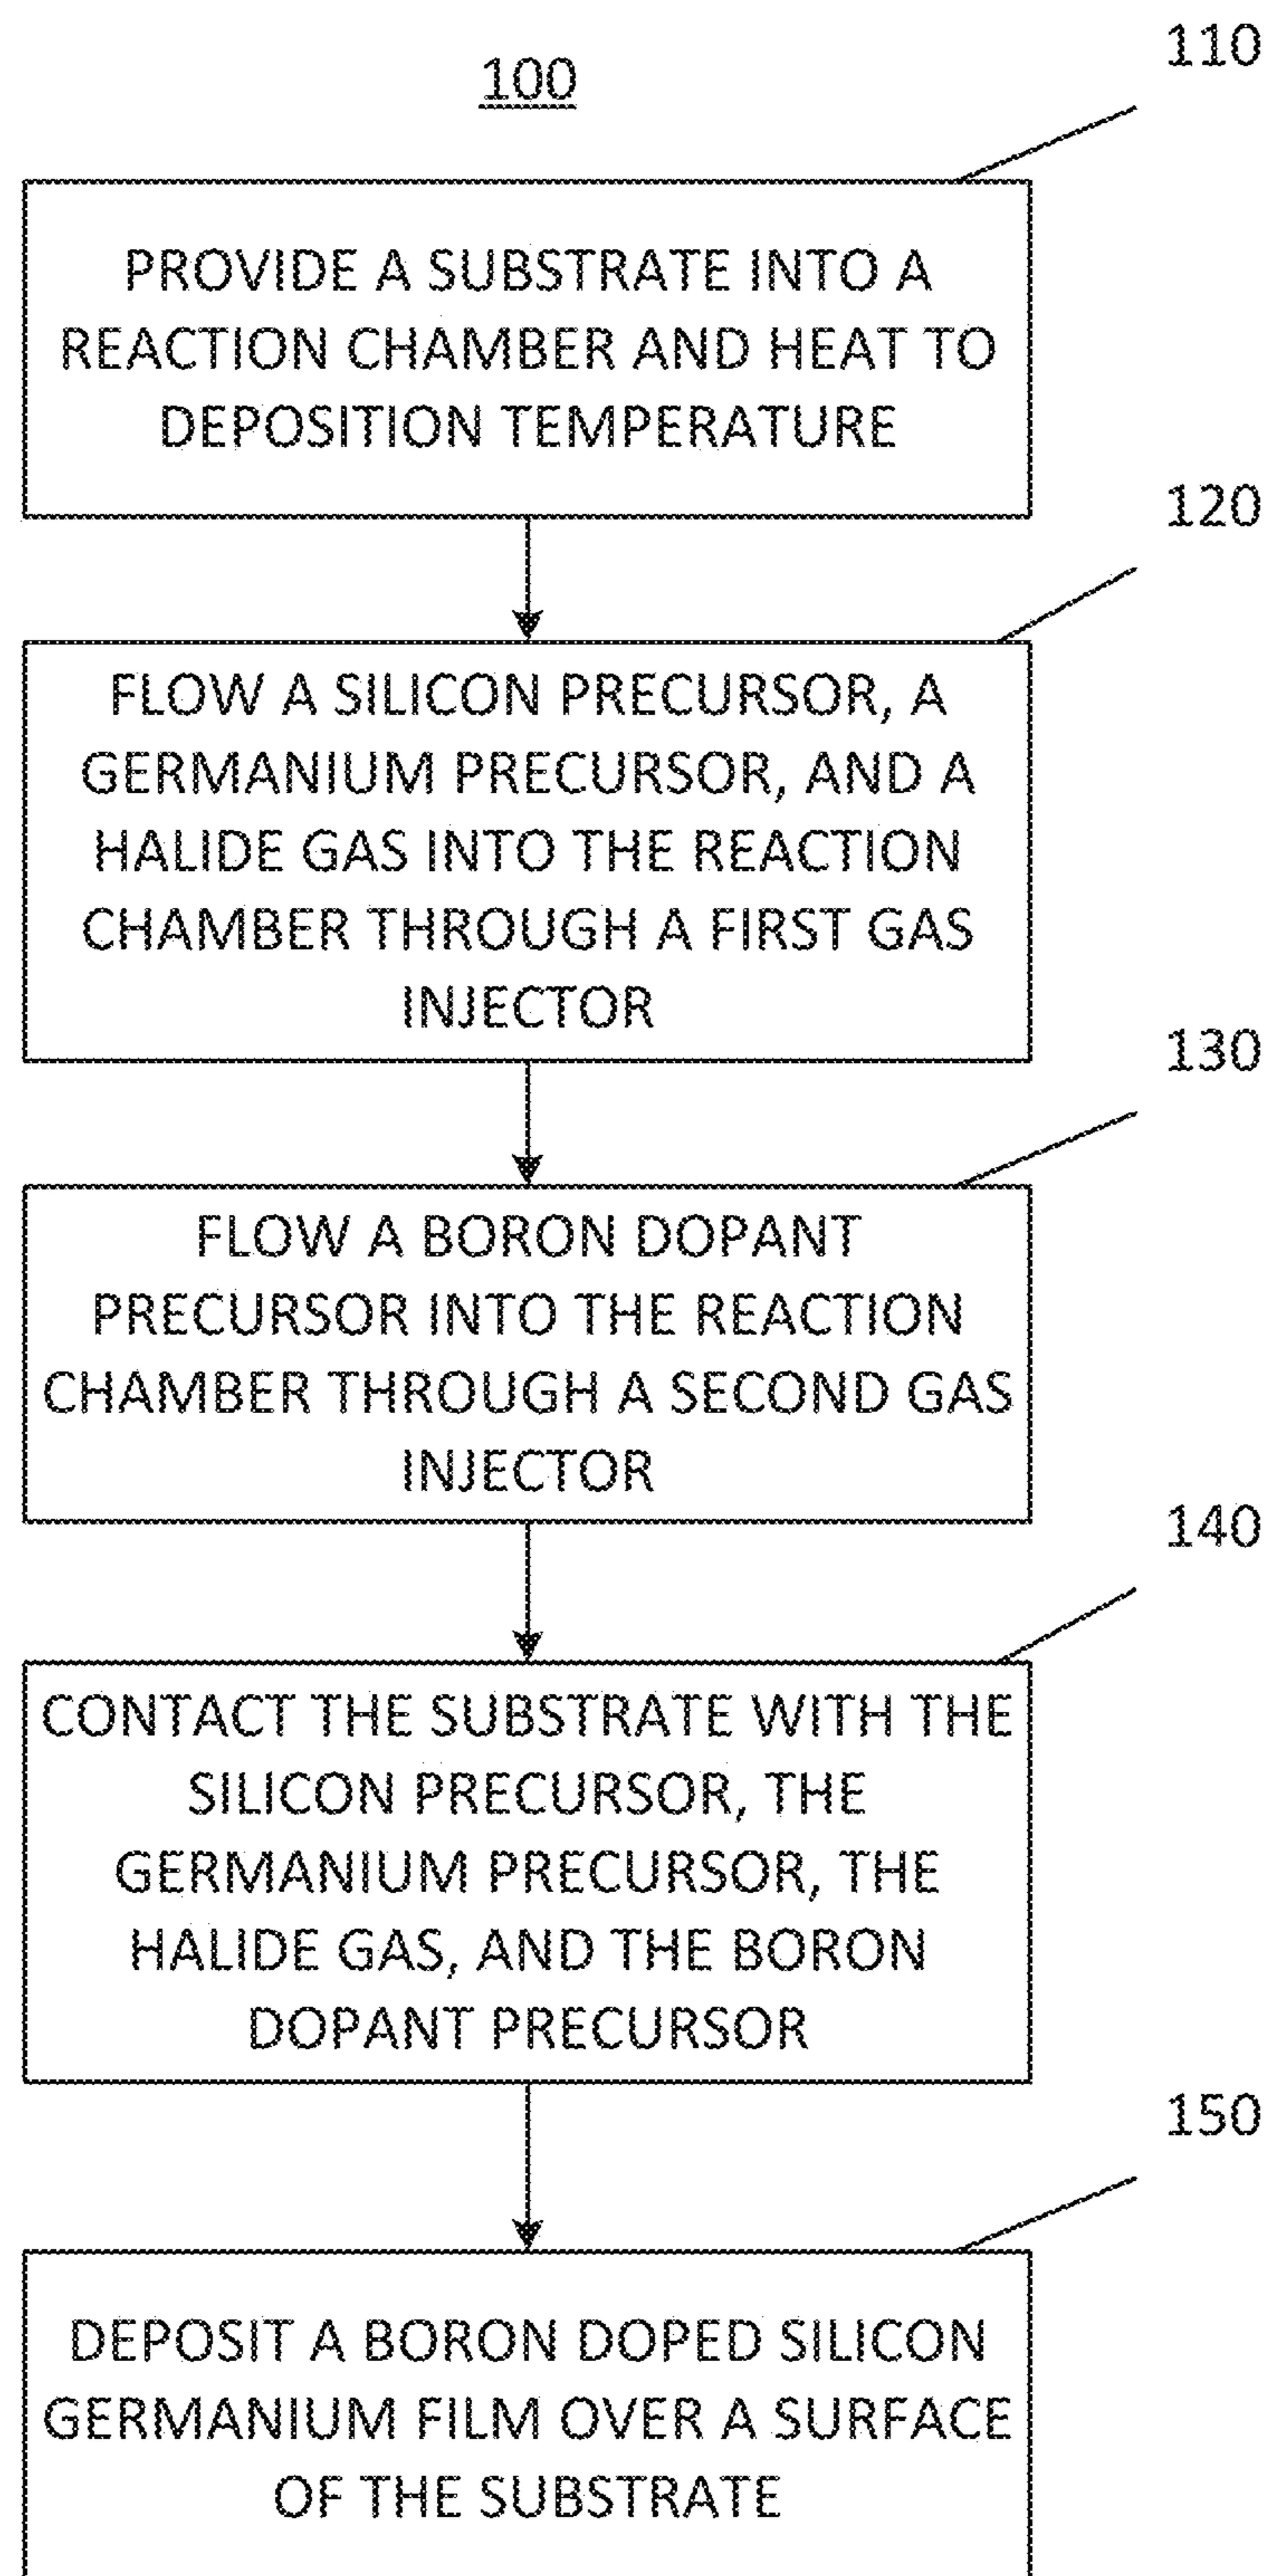 110
100
PROVIDE A SUBSTRATE INTO A
REACTION CHAMBER AND HEAT TO
DEPOSITION TEMPERATURE
120
FLOW A SILICON PRECURSOR, A
GERMANIUM PRECURSOR, AND A
HALIDE GAS INTO THE REACTION
CHAMBER THROUGH A FIRST GAS
INJECTOR
130
FLOW A BORON DOPANT
PRECURSOR INTO THE REACTION
CHAMBER THROUGH A SECOND GAS
INJECTOR
140
CONTACT THE SUBSTRATE WITH THE
SILICON PRECURSOR, THE
GERMANIUM PRECURSOR, THE
HALIDE GAS, AND THE BORON
DOPANT PRECURSOR
150
DEPOSIT A BORON DOPED SILICON
GERMANIUM FILM OVER A SURFACE
OF THE SUBSTRATE